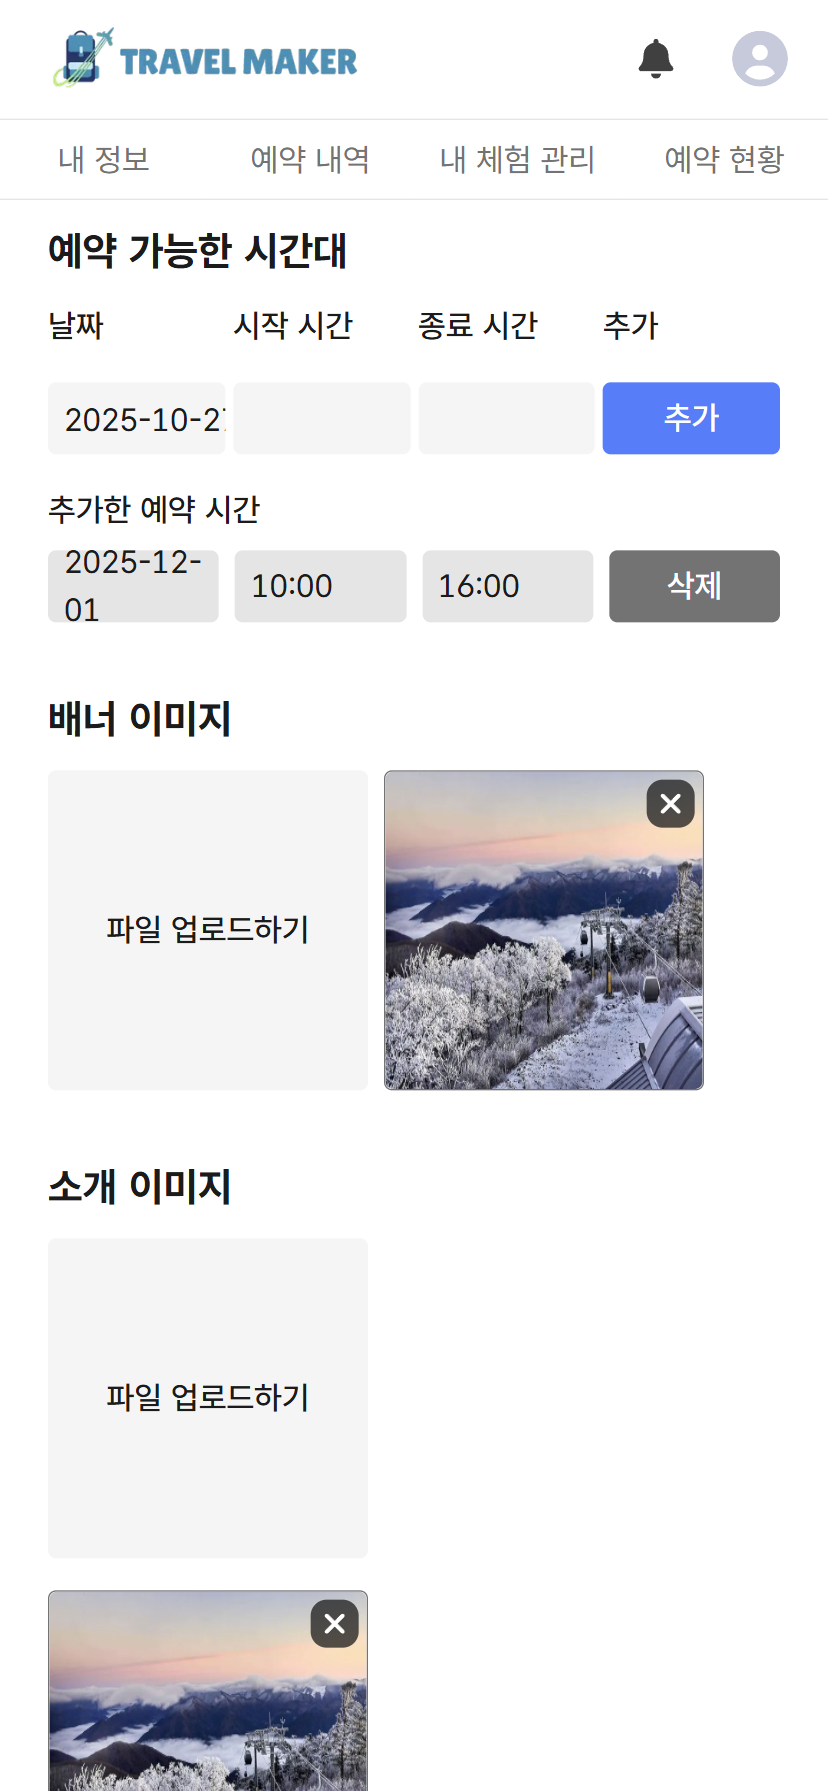 TRAVEL MAKER
내 정보 예약 내역 내 체험 관리 예약 현황
예약 가능한 시간대
날짜 시작 시간 종료 시간 추가
2025-10-27 추가
추가한 예약 시간
2025-12-
01
10:00 16:00 삭제
배너 이미지
파일 업로드하기
소개 이미지
파일 업로드하기